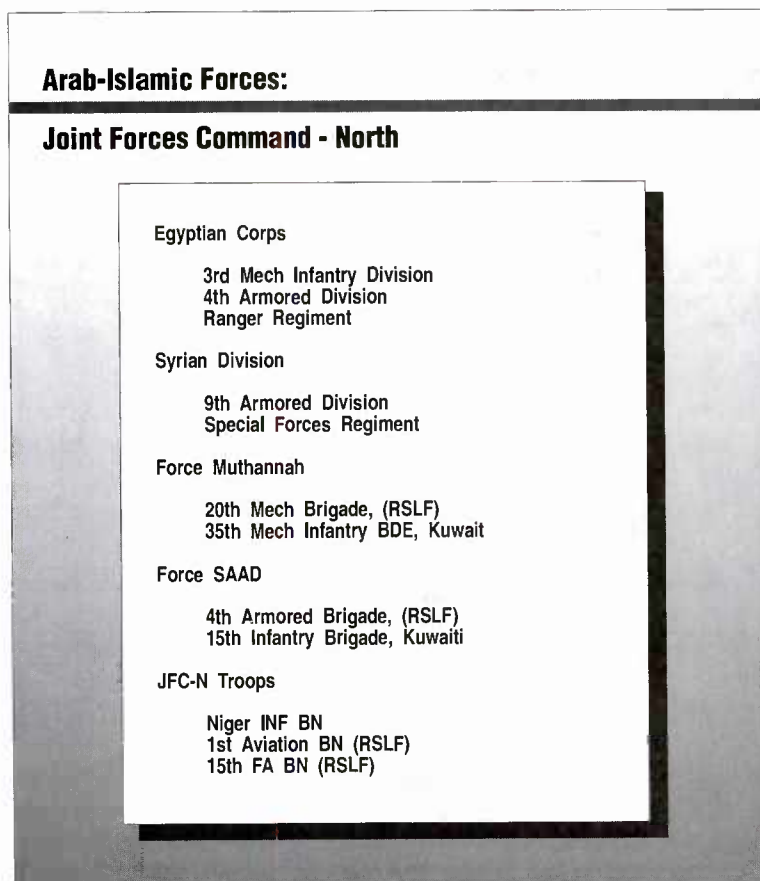 Arab-Islamic Forces:
Joint Forces Command - North
Egyptian Corps
3rd Mech Infantry Division
4th Armored Division
Ranger Regiment
Syrian Division
9th Armored Division
Special Forces Regiment
Force Muthannah
20th Mech Brigade, (RSLF)
35th Mech Infantry BDE, Kuwait
Force SAAD
4th Armored Brigade, (RSLF)
15th Infantry Brigade, Kuwaiti
JFC-N Troops
Niger INF BN
1st Aviation BN (RSLF)
15th FA BN (RSLF)